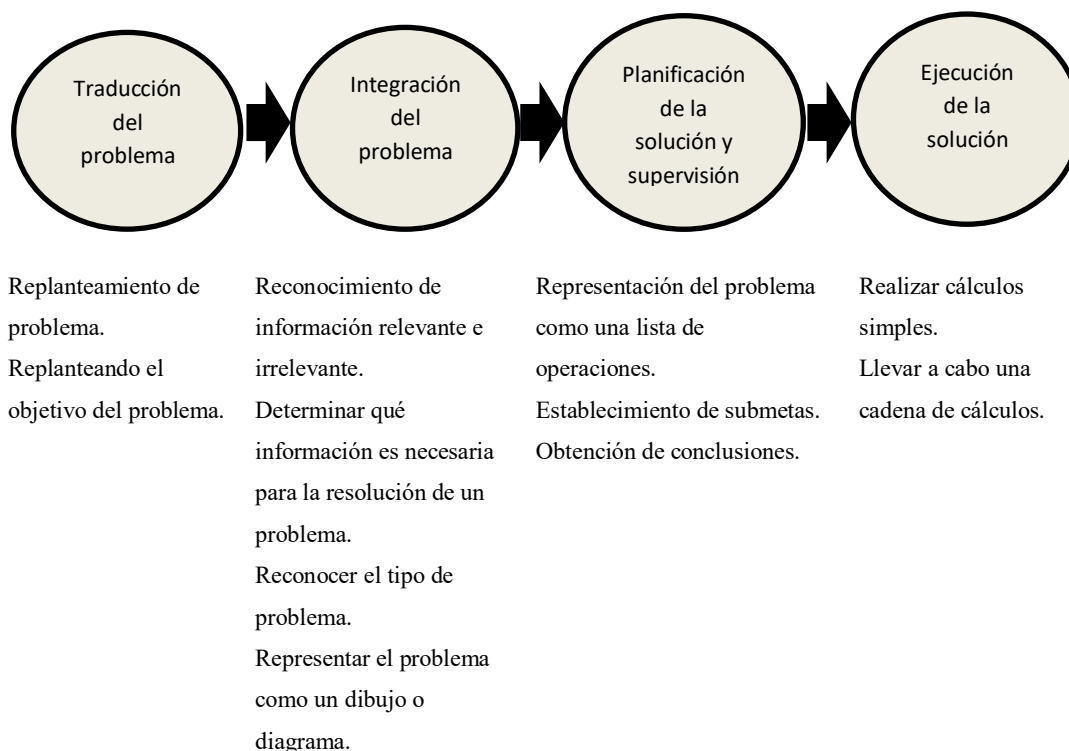 Traducción
del
problema
Integración
del
problema
Planificación
de la
solución y
supervisión
Ejecución
de la
solución
Replanteamiento de
problema.
Replanteando el
objetivo del problema.
Reconocimiento de
información relevante e
irrelevante.
Determinar qué
información es necesaria
para la resolución de un
problema.
Reconocer el tipo de
problema.
Representar el problema
como un dibujo o
diagrama.
Representación del problema
como una lista de
operaciones.
Establecimiento de submetas.
Obtención de conclusiones.
Realizar cálculos
simples.
Llevar a cabo una
cadena de cálculos.